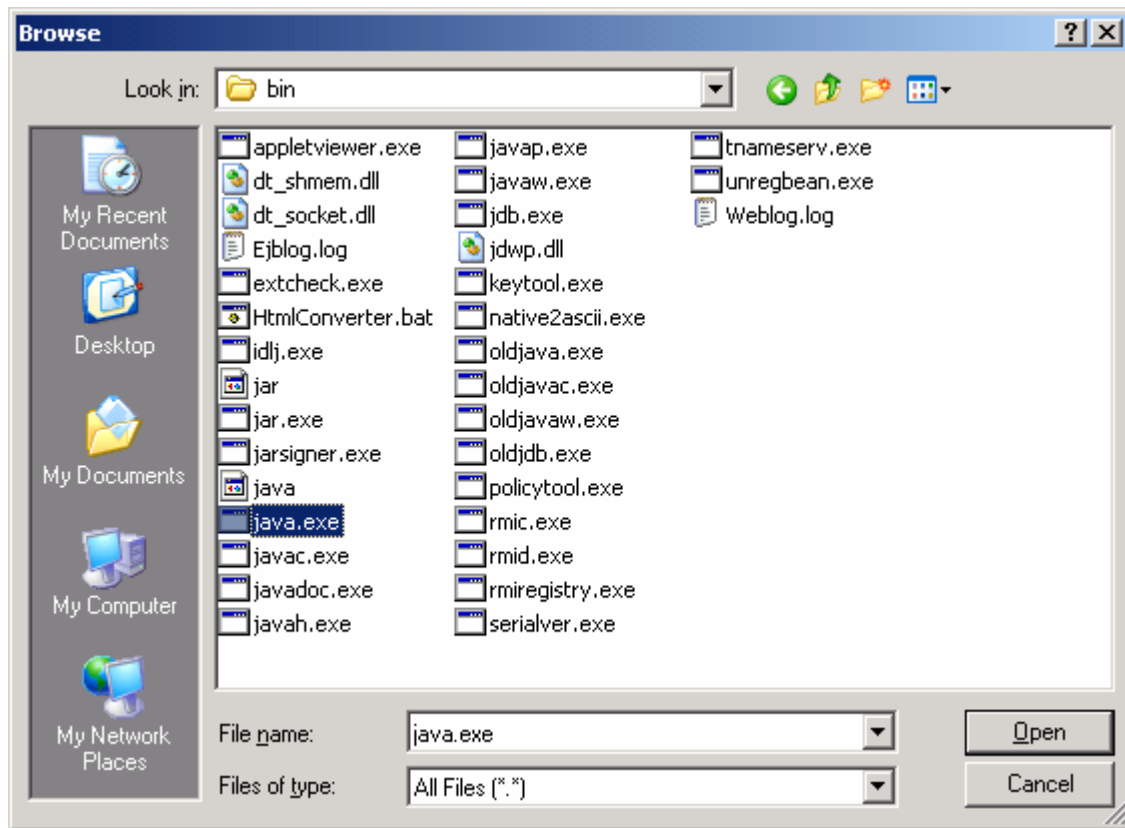 Browse
Look in: bin
My Recent
Documents
Desktop
My Documents
My Computer
My Network
Places
appletviewer.exe
dt_shmem.dll
dt_socket.dll
Ejblog.log
extcheck.exe
HtmlConverter.bat
idlj.exe
jar
jar.exe
jarsigner.exe
java
java.exe
javac.exe
javadoc.exe
javah.exe
javap.exe
javaw.exe
jdb.exe
jdwp.dll
keytool.exe
native2ascii.exe
oldjava.exe
oldjavac.exe
oldjavaw.exe
oldjdb.exe
policytool.exe
rmic.exe
rmid.exe
rmiregistry.exe
serialver.exe
tnameserv.exe
unregbean.exe
Weblog.log
File name: java.exe
Open
Files of type: All Files (*.*)
Cancel